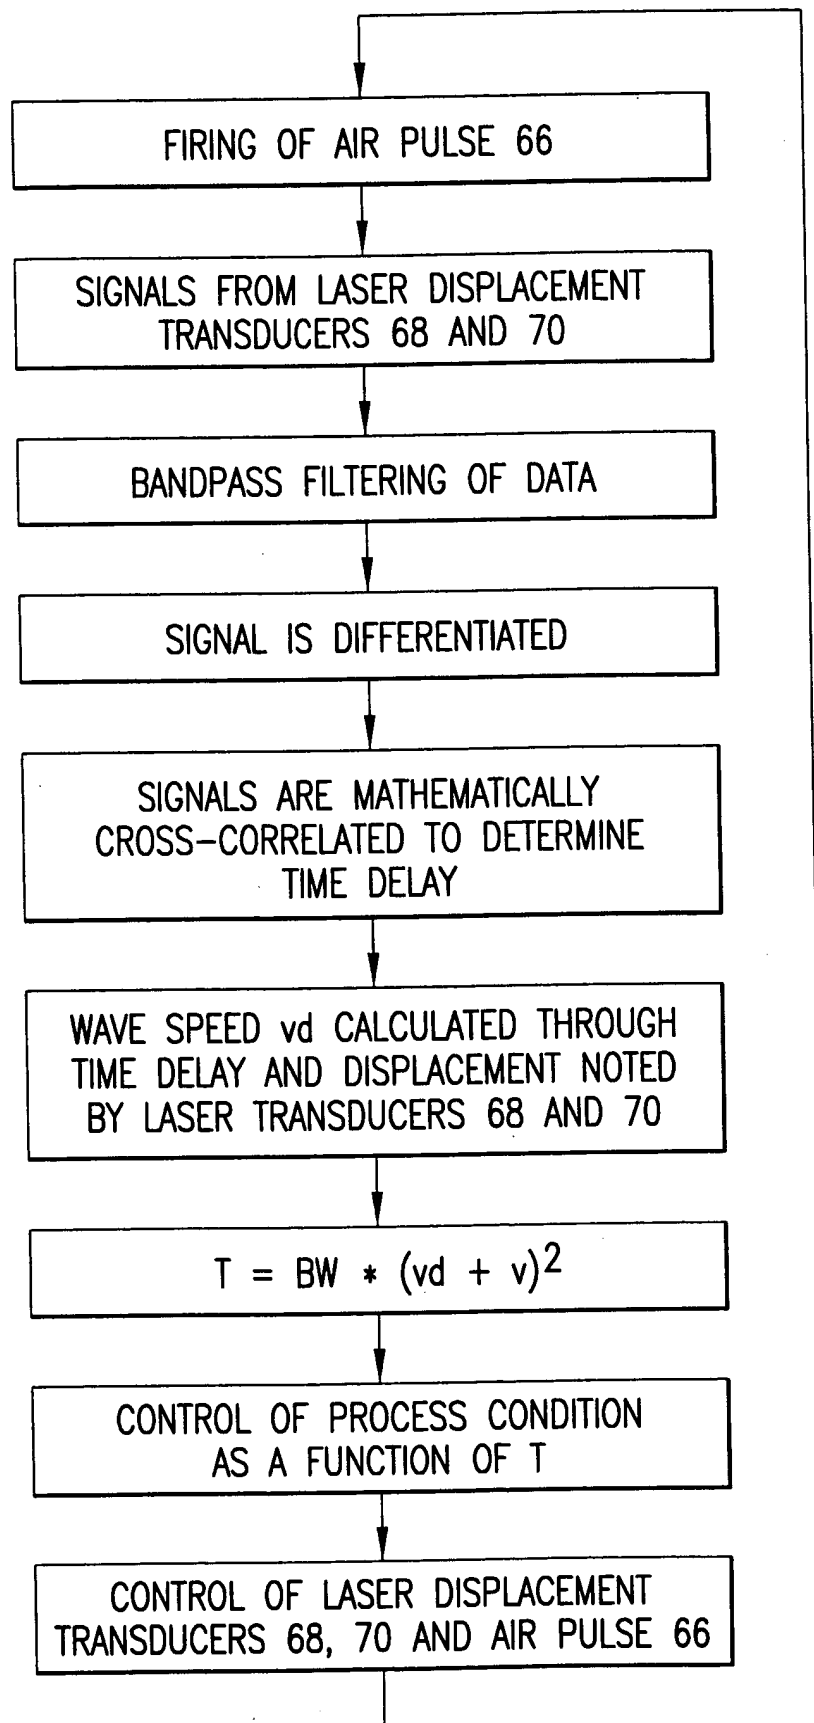 FIRING OF AIR PULSE 66
SIGNALS FROM LASER DISPLACEMENT
TRANSDUCERS 68 AND 70
BANDPASS FILTERING OF DATA
SIGNAL IS DIFFERENTIATED
SIGNALS ARE MATHEMATICALLY
CROSS-CORRELATED TO DETERMINE
TIME DELAY
WAVE SPEED vd CALCULATED THROUGH
TIME DELAY AND DISPLACEMENT NOTED
BY LASER TRANSDUCERS 68 AND 70
T = BW * (vd + v)2
CONTROL OF PROCESS CONDITION
AS A FUNCTION OF T
CONTROL OF LASER DISPLACEMENT
TRANSDUCERS 68, 70 AND AIR PULSE 66